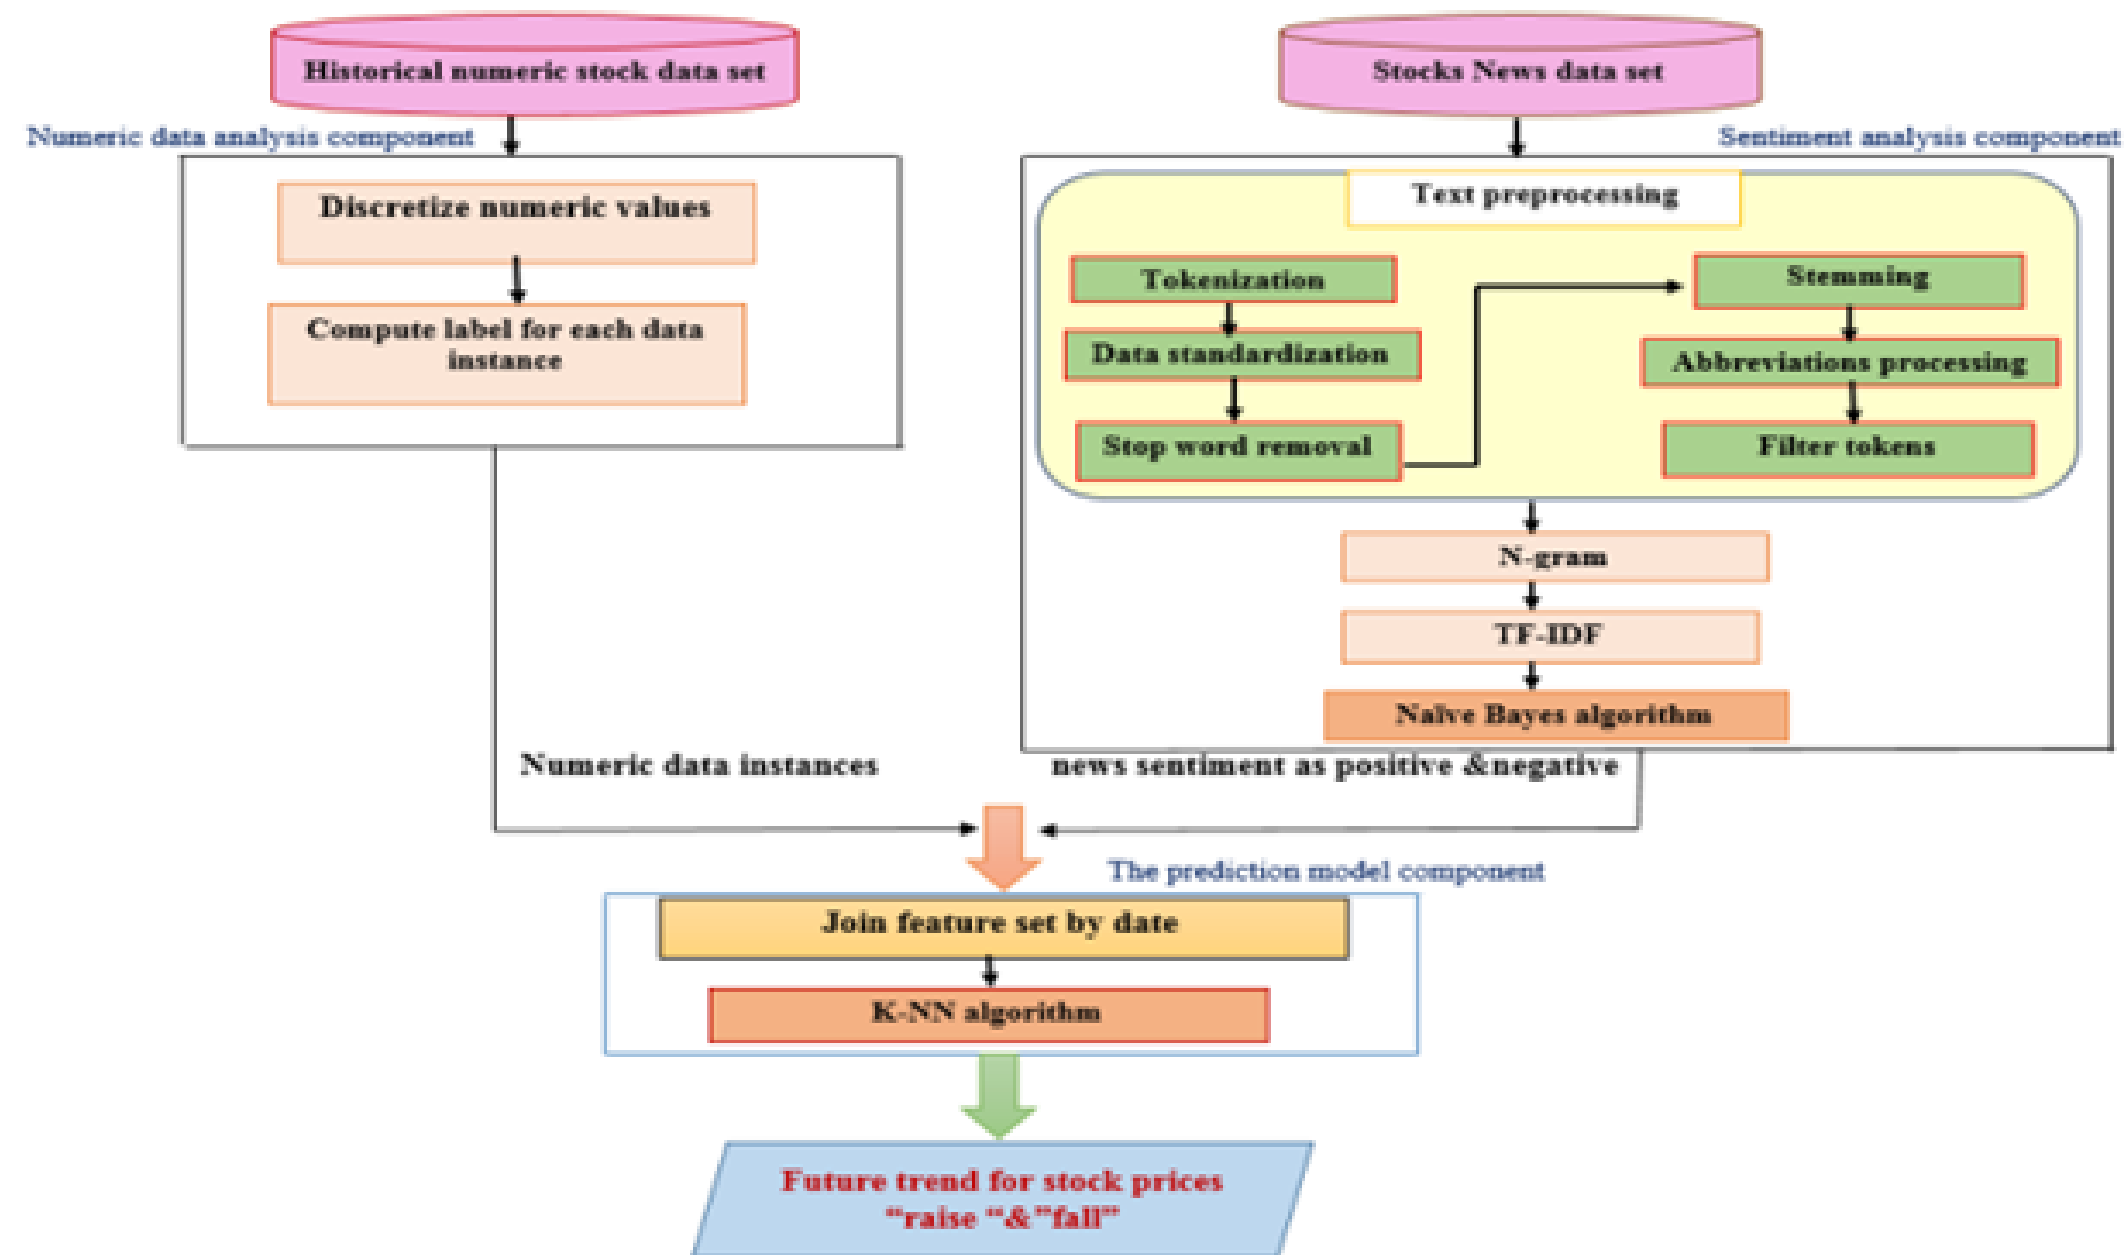 Historical numeric stock data set
Stocks News data set
Numeric data analysis component
Sentiment analysis component
Discretize numeric values
Compute label for each data
instance
Text preprocessing
Tokenization
Data standardization
Stop word removal
Stemming
Abbreviations processing
Filter tokens
N-gram
TF-IDF
Naïve Bayes algorithm
Numeric data instances
news sentiment as positive &negative
The prediction model component
Join feature set by date
K-NN algorithm
Future trend for stock prices
“raise “&”fall”